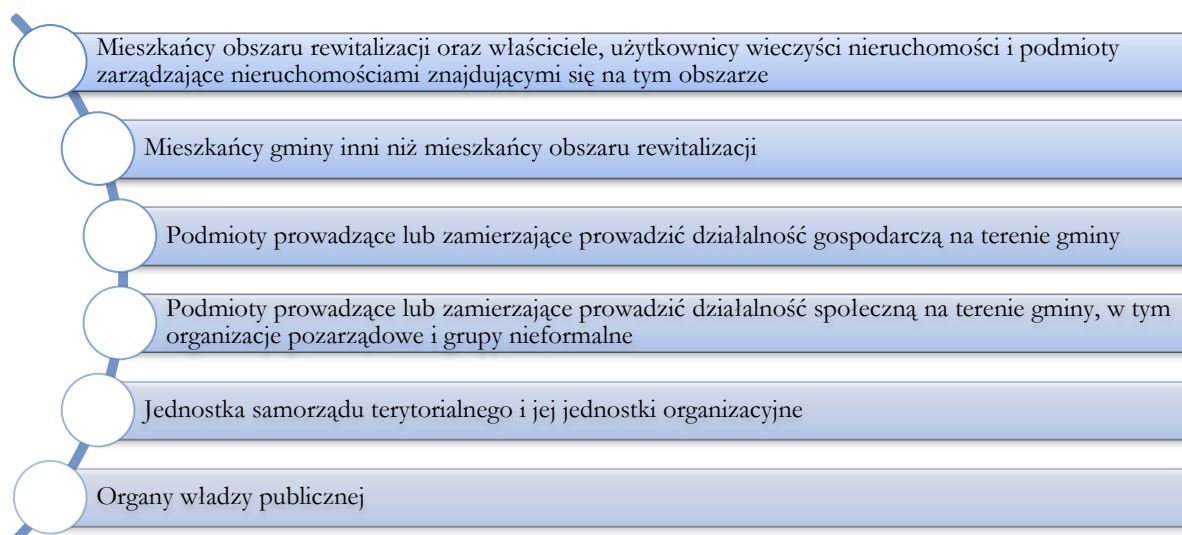 Mieszkańcy obszaru rewitalizacji oraz właściciele, użytkownicy wieczyści nieruchomości i podmioty
zarządzające nieruchomościami znajdującymi się na tym obszarze
Mieszkańcy gminy inni niż mieszkańcy obszaru rewitalizacji
Podmioty prowadzące lub zamierzające prowadzić działalność gospodarczą na terenie gminy
Podmioty prowadzące lub zamierzające prowadzić działalność społeczną na terenie gminy, w tym
organizacje pozarządowe i grupy nieformalne
Jednostka samorządu terytorialnego i jej jednostki organizacyjne
Organy władzy publicznej